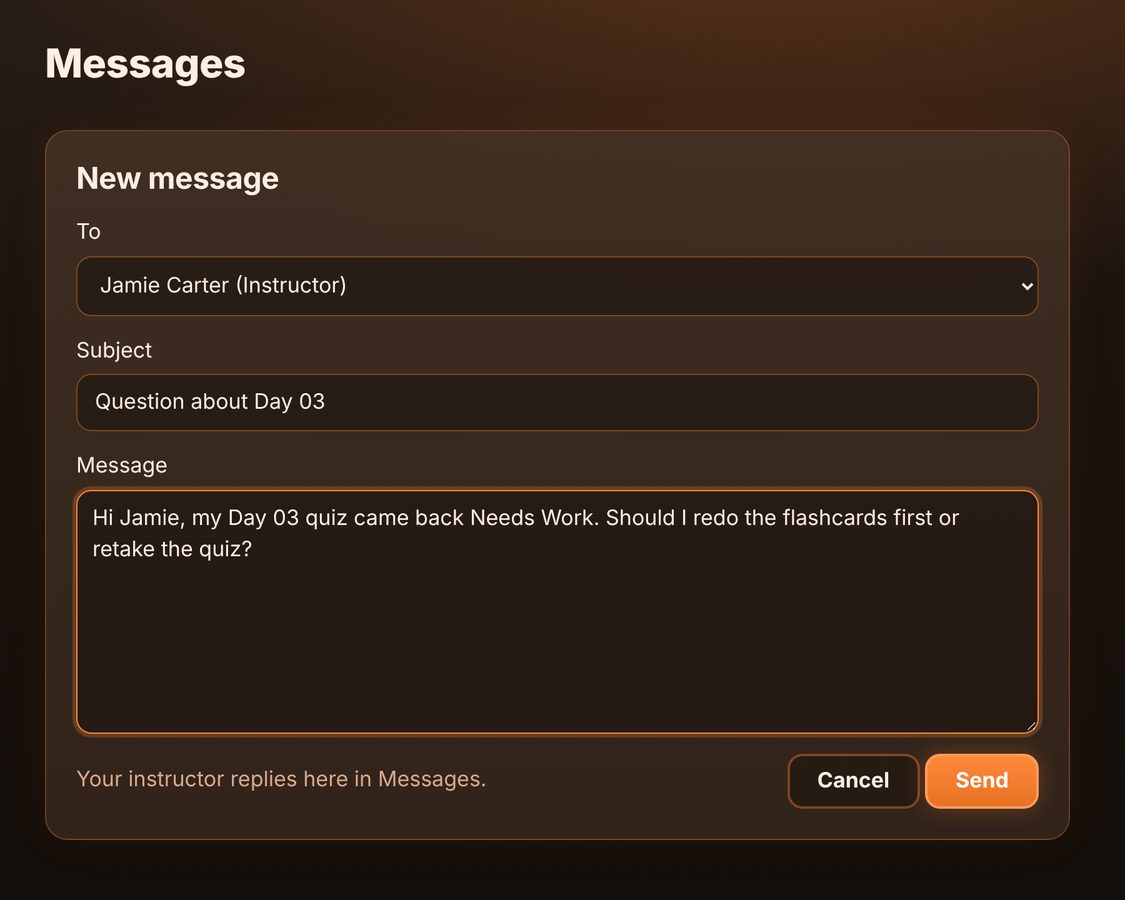 Messages
New message
To
Jamie Carter (Instructor)
Subject
Question about Day 03
Message
Hi Jamie, my Day 03 quiz came back Needs Work. Should I redo the flashcards first or
retake the quiz?
Your instructor replies here in Messages.
Cancel
Send